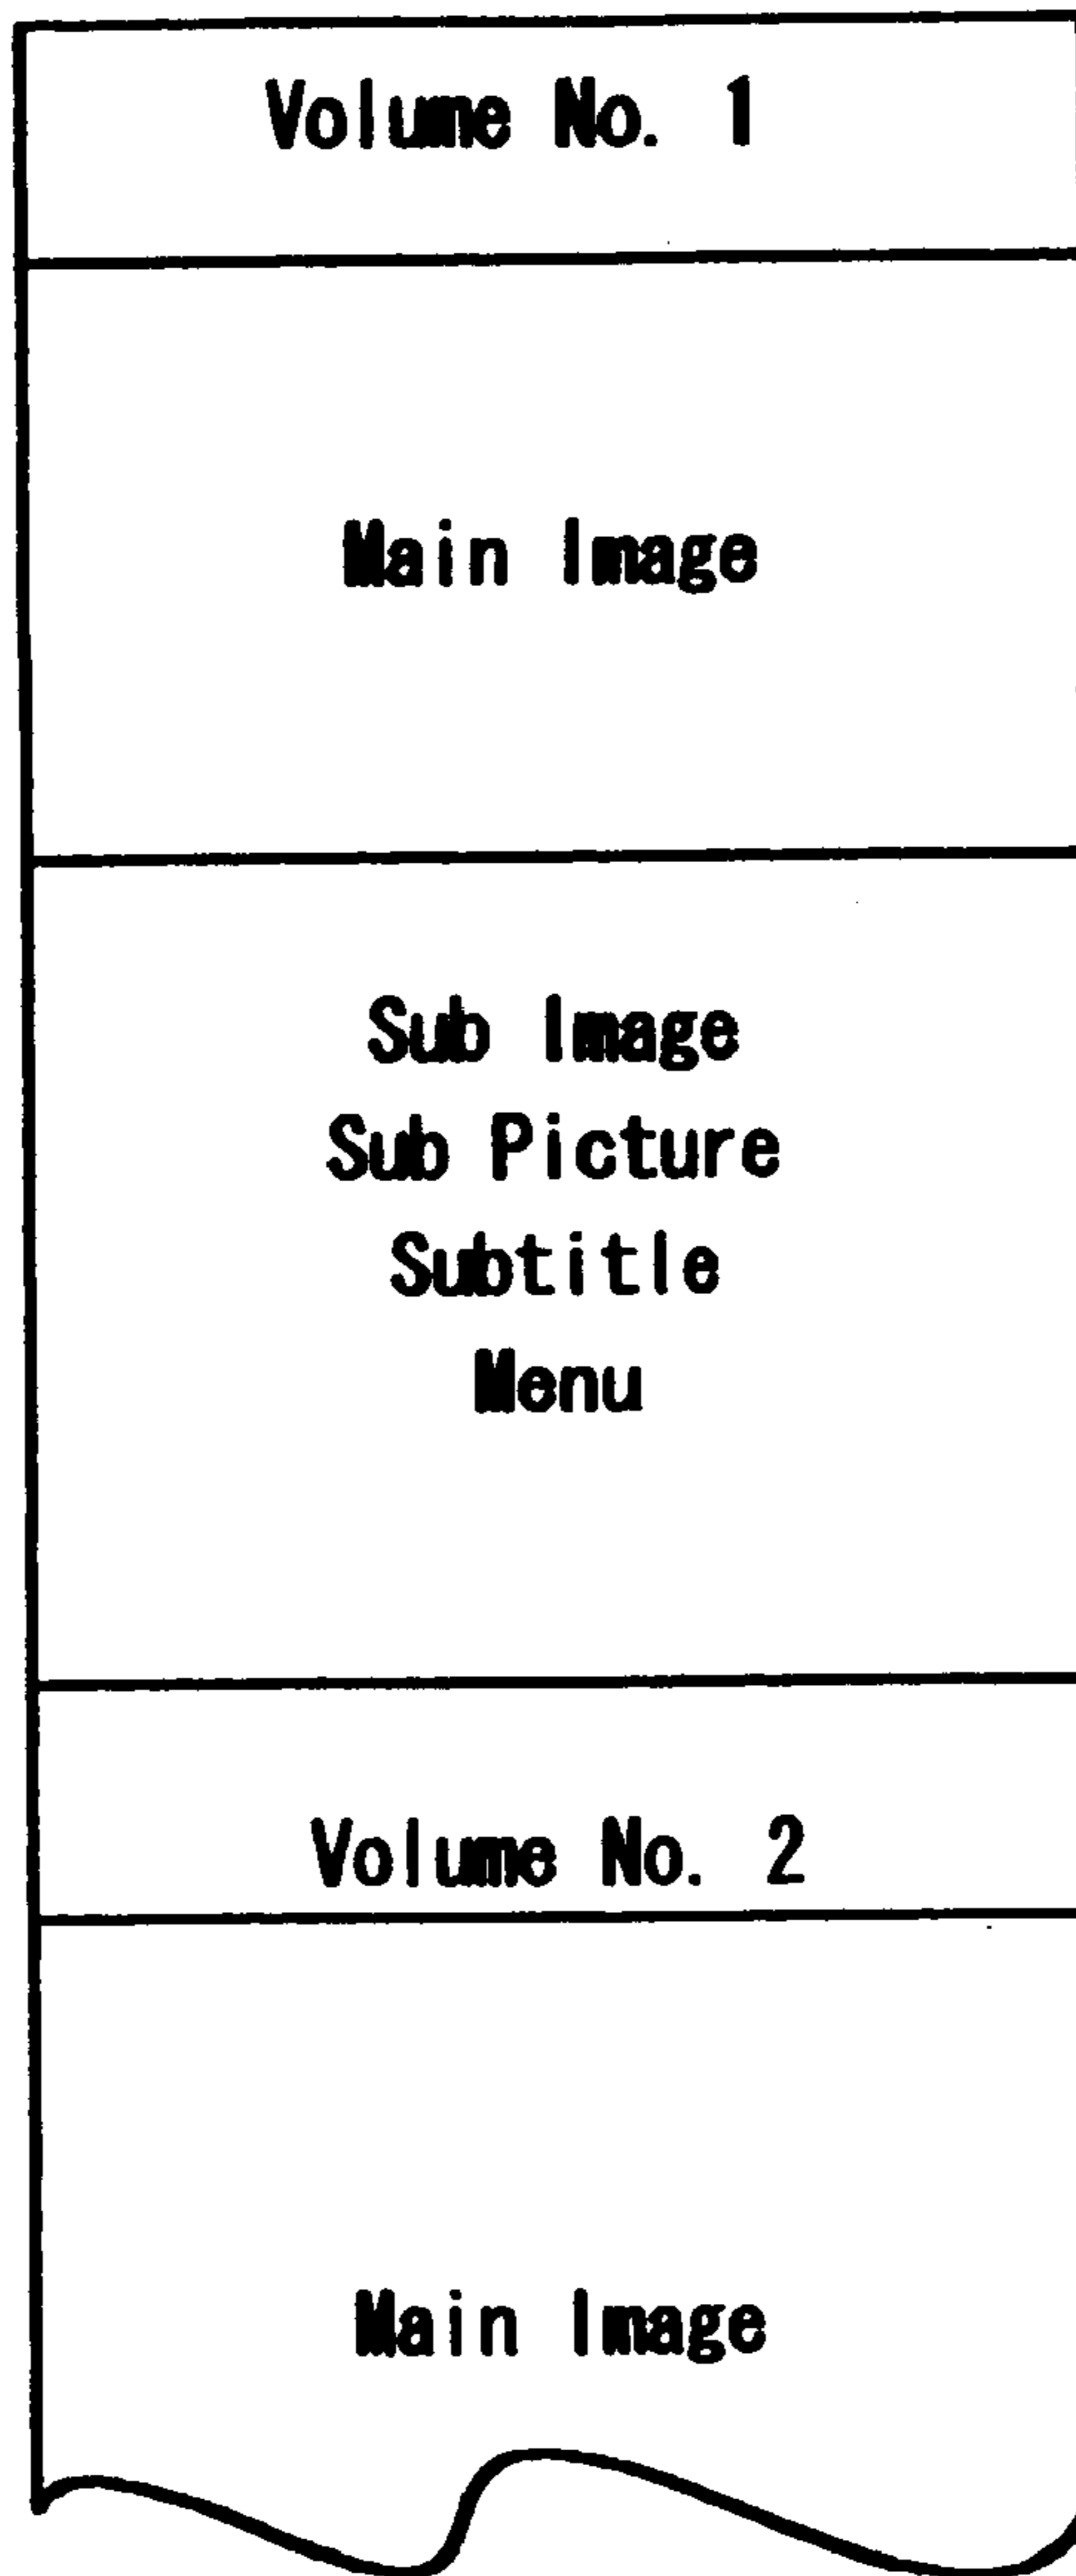 Volume No. 1
Main Image
Sub Image
Sub Picture
Subtitle
Menu
Volume No. 2
Main Image